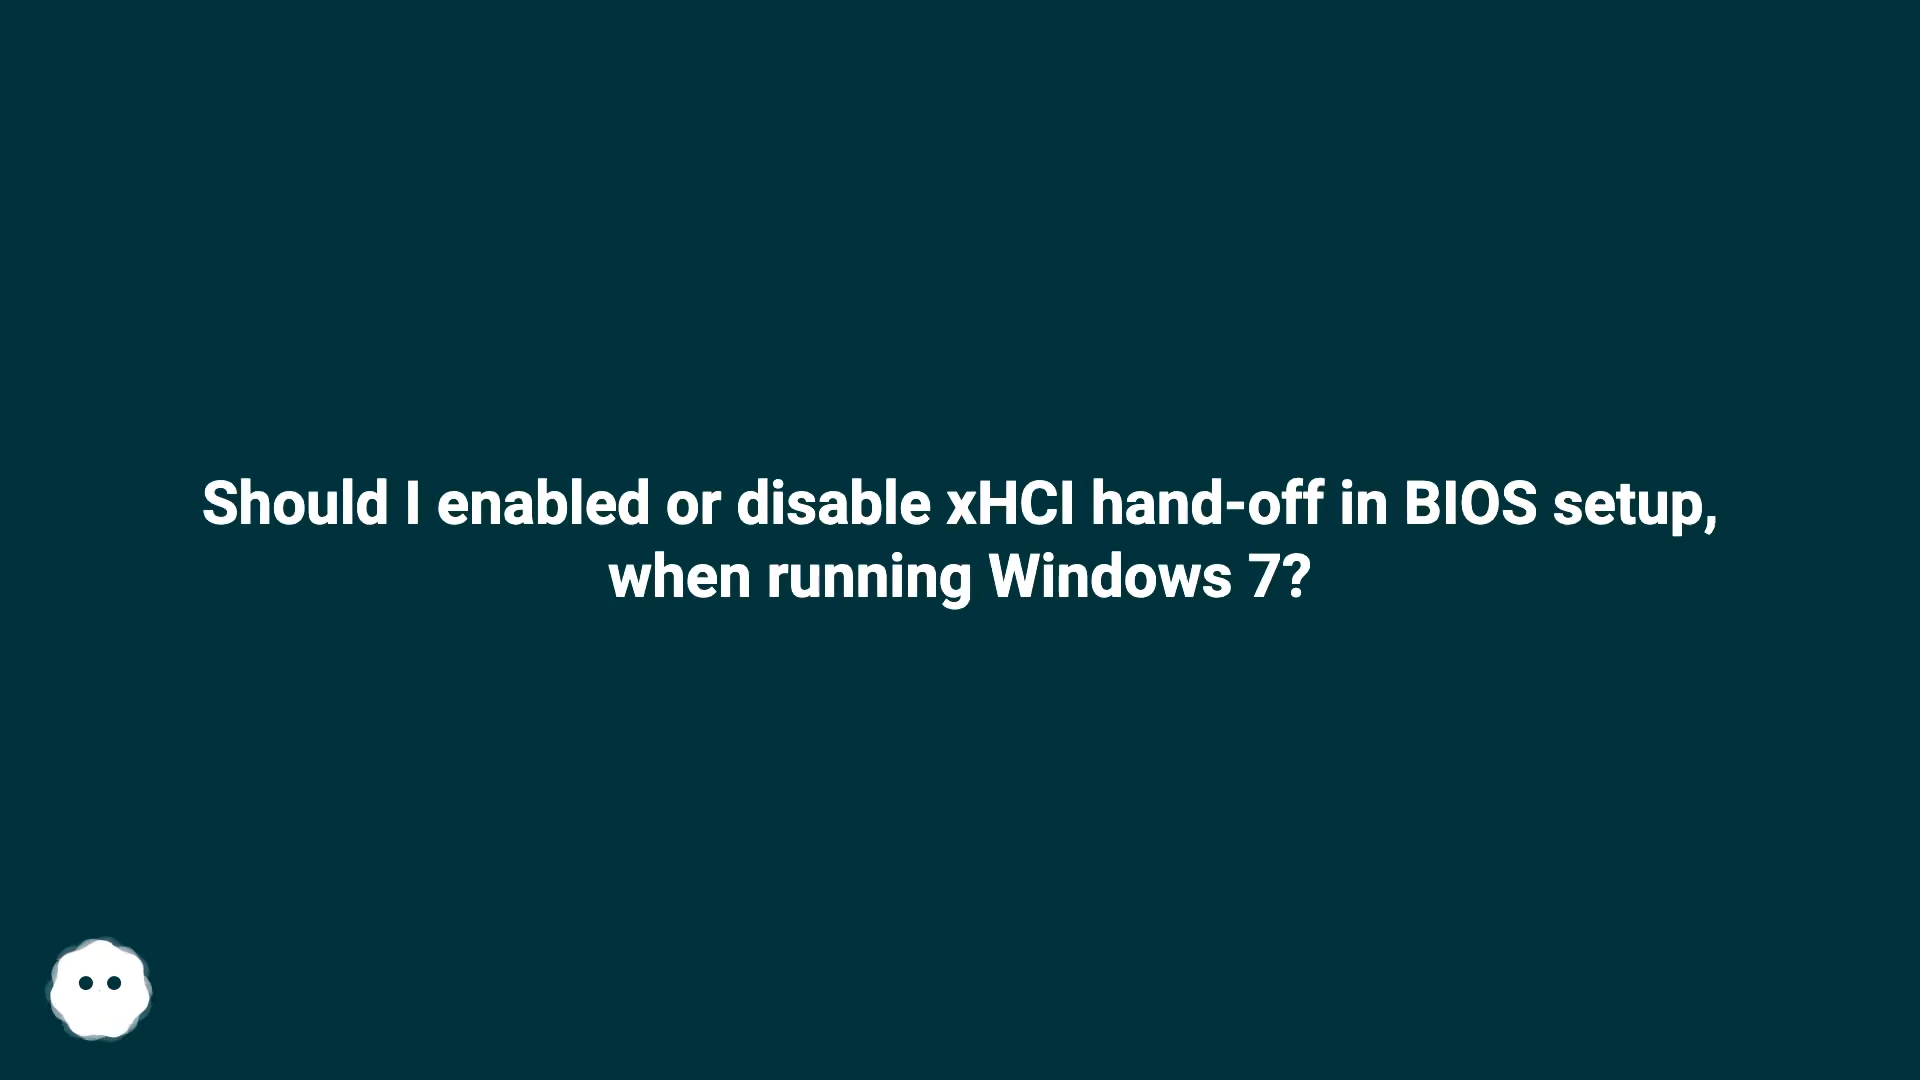 Should I enabled or disable xHCI hand-off in BIOS setup,
when running Windows 7?